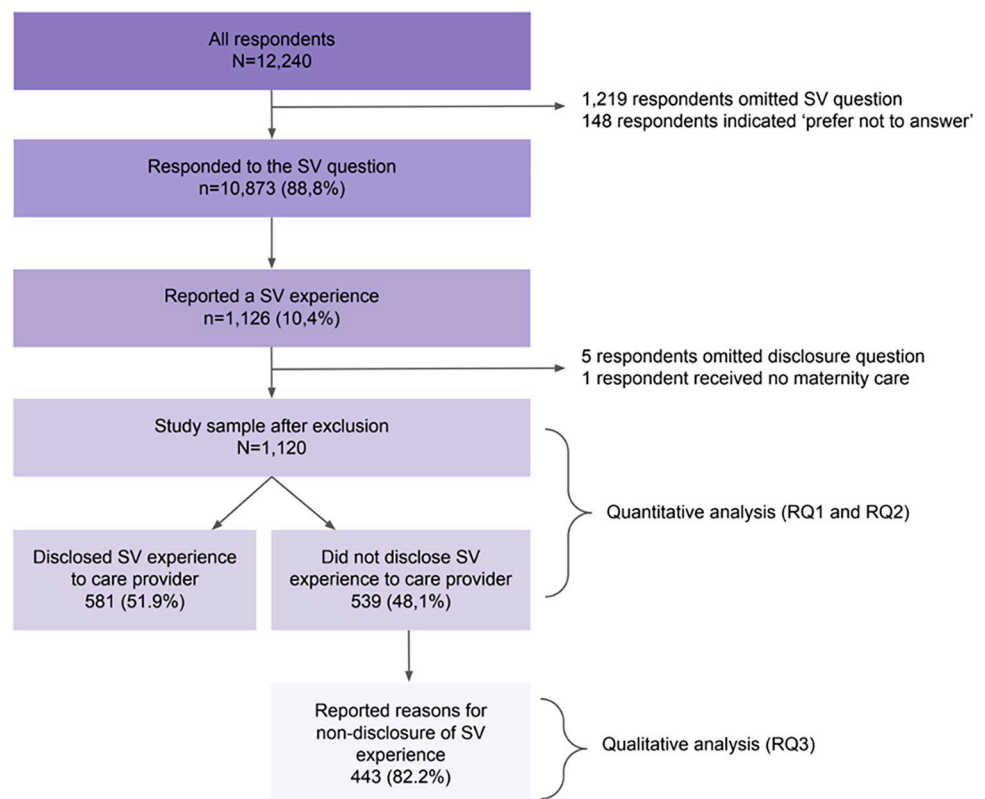 All respondents
N=12,240
1,219 respondents omitted SV question
148 respondents indicated ‘prefer not to answer’
Responded to the SV question
n=10,873 (88,8%)
Reported a SV experience
n=1,126 (10,4%)
5 respondents omitted disclosure question
1 respondent received no maternity care
Study sample after exclusion
N=1,120
Quantitative analysis (RQ1 and RQ2)
Disclosed SV experience
to care provider
581 (51.9%)
Did not disclose SV
experience to care provider
539 (48,1%)
Reported reasons for
non-disclosure of SV
experience
443 (82.2%)
Qualitative analysis (RQ3)